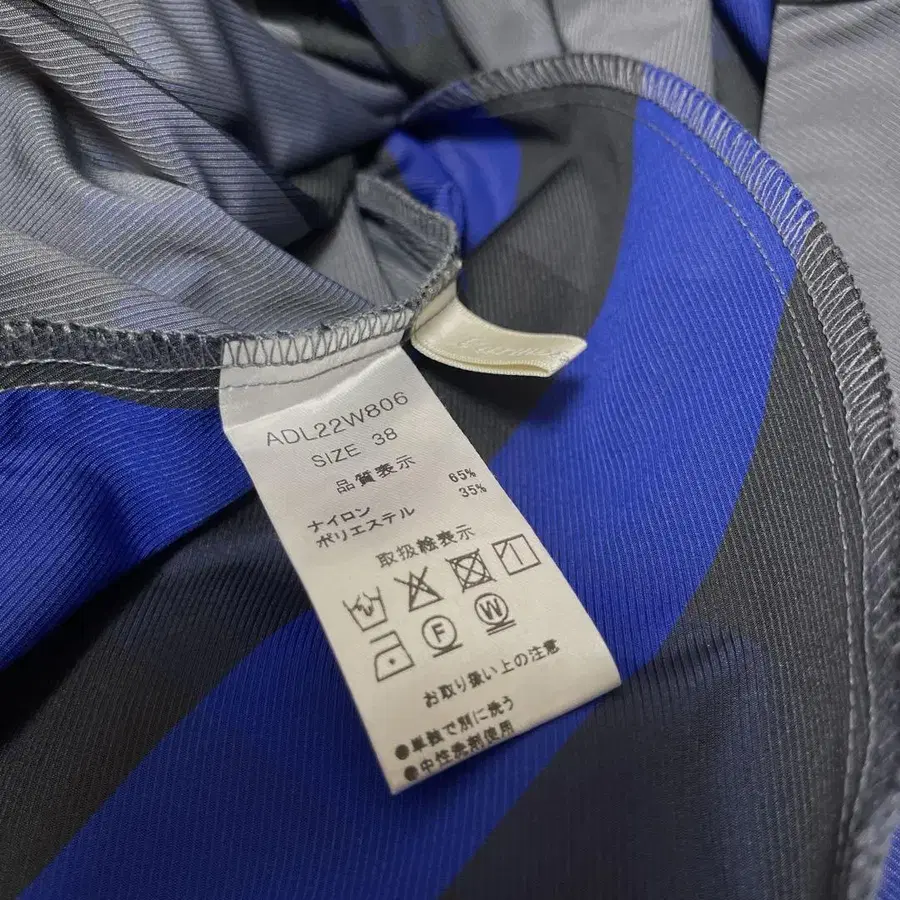 ADL22W806
SIZE 38
品質表示
ナイロン 65%
ポリエステル 35%
取扱絵表示
F W
お取り扱い上の注意
●単独で別に洗う
●中性洗剤使用